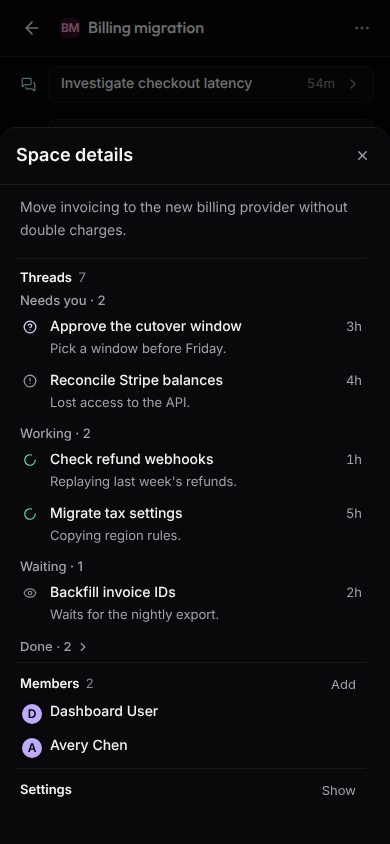 BM Billing migration
Investigate checkout latency 54m
Space details
Move invoicing to the new billing provider without
double charges.
Threads 7
Needs you · 2
Approve the cutover window 3h
Pick a window before Friday.
Reconcile Stripe balances 4h
Lost access to the API.
Working · 2
Check refund webhooks 1h
Replaying last week's refunds.
Migrate tax settings 5h
Copying region rules.
Waiting · 1
Backfill invoice IDs 2h
Waits for the nightly export.
Done · 2
Members 2 Add
D Dashboard User
A Avery Chen
Settings Show